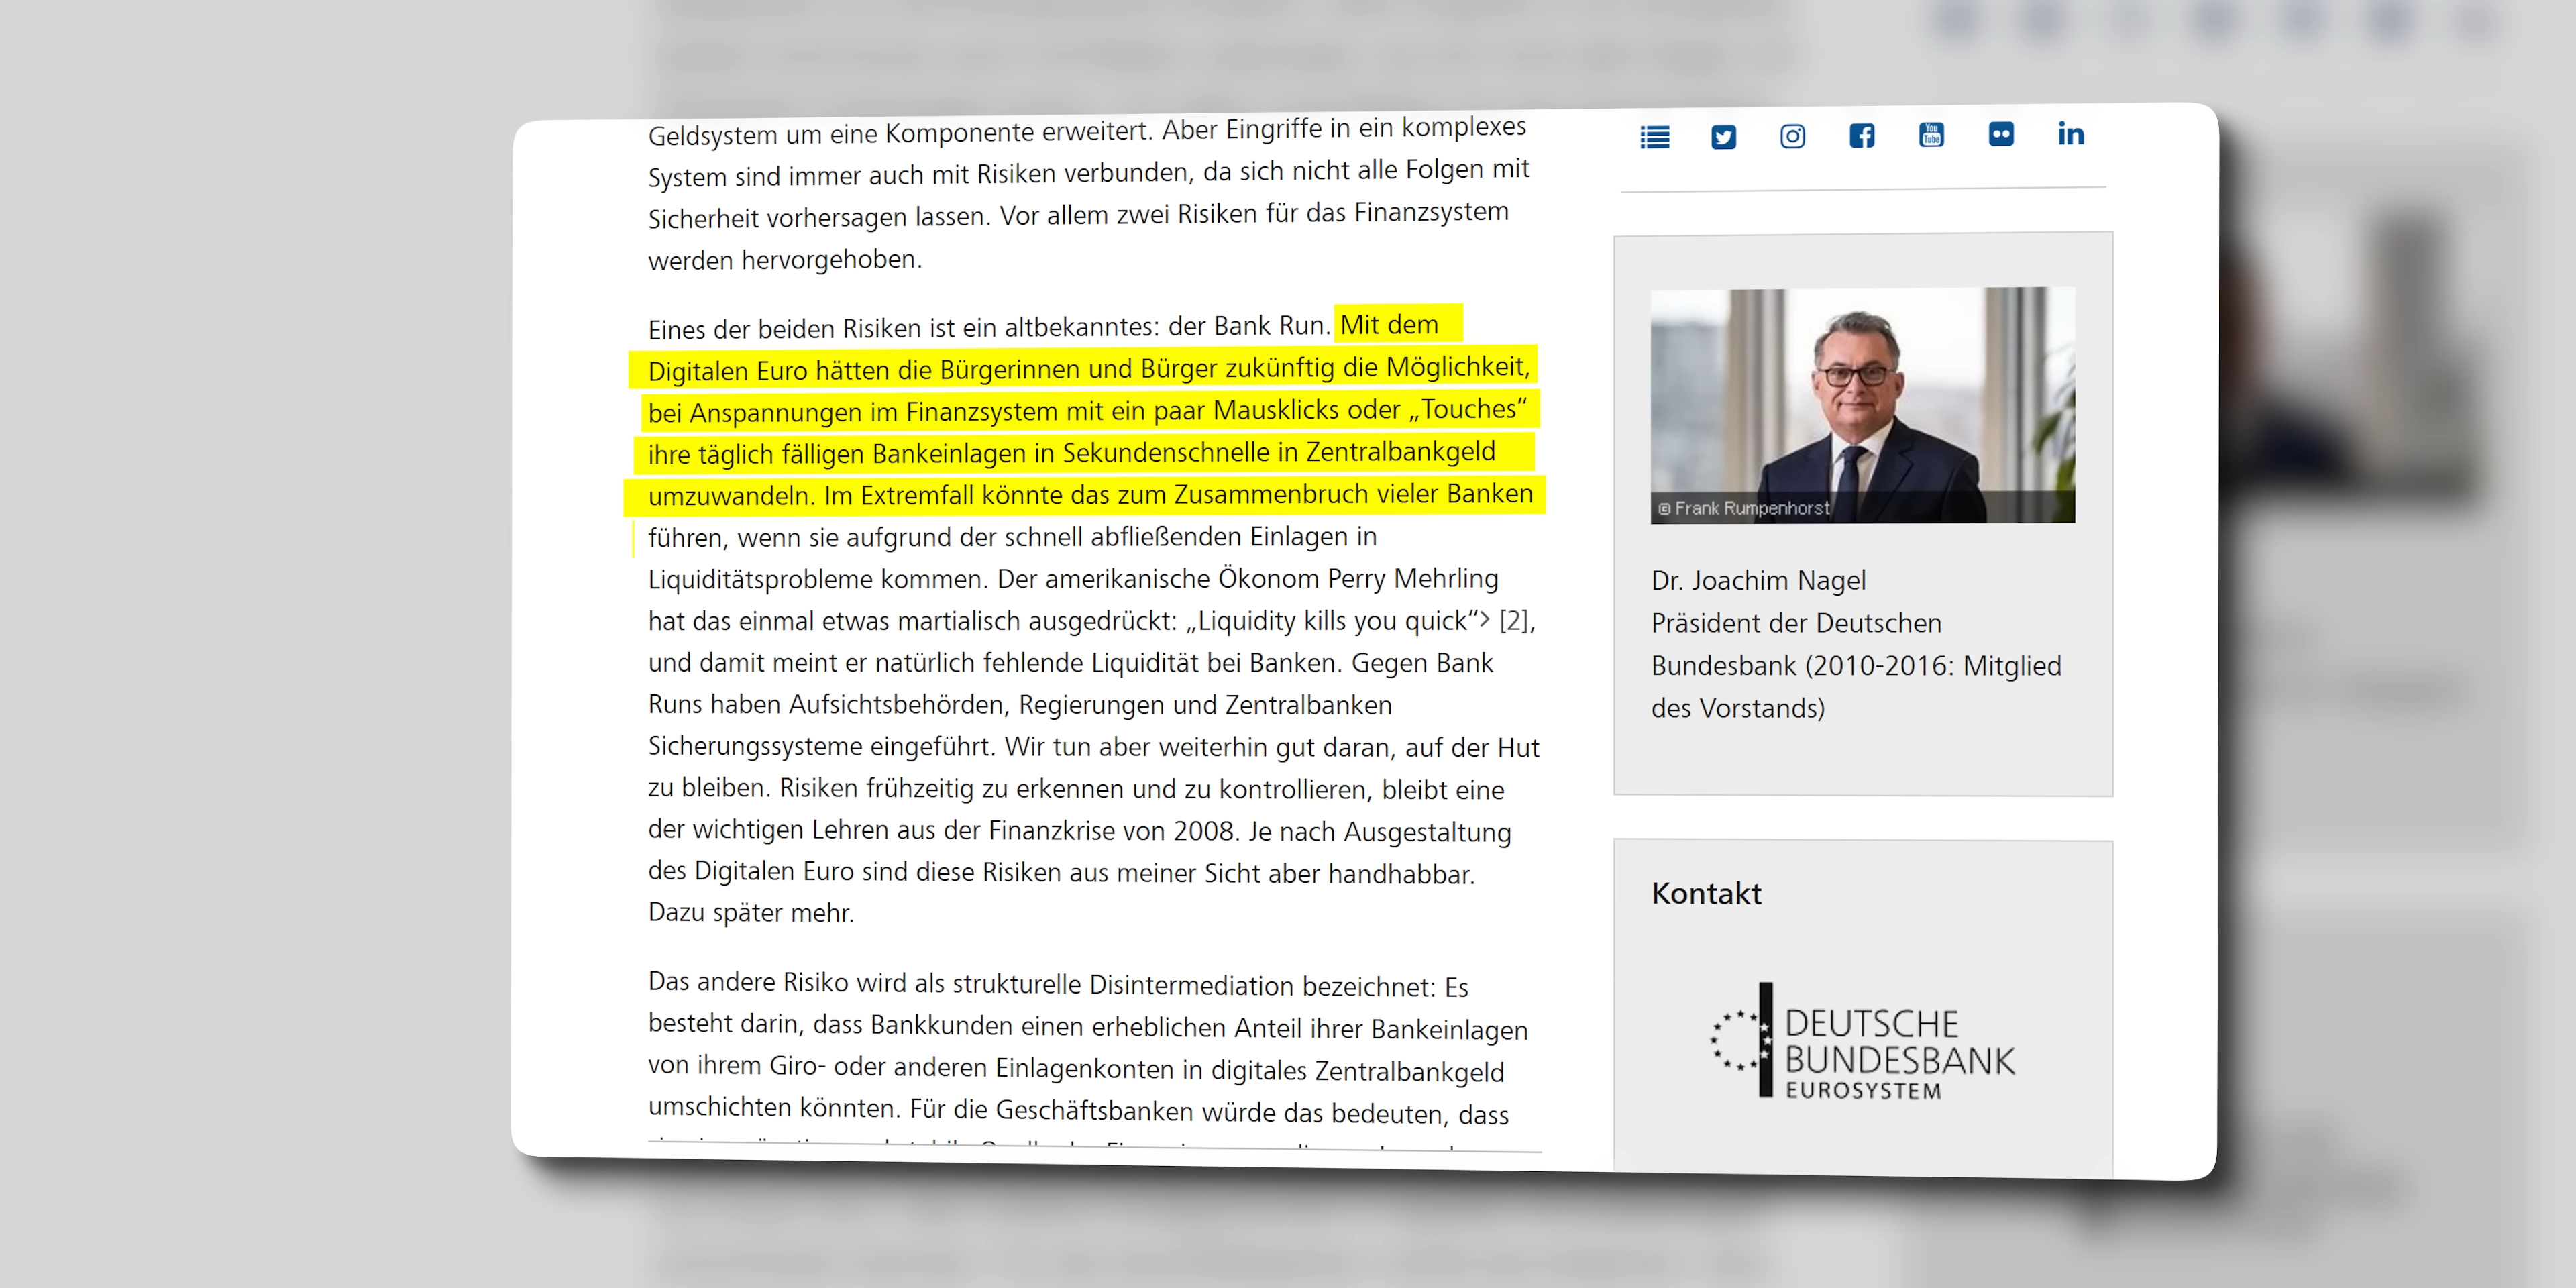 Geldsystem um eine Komponente erweitert. Aber Eingriffe in ein komplexes
System sind immer auch mit Risiken verbunden, da sich nicht alle Folgen mit
Sicherheit vorhersagen lassen. Vor allem zwei Risiken für das Finanzsystem
werden hervorgehoben.
Eines der beiden Risiken ist ein altbekanntes: der Bank Run. Mit dem
Digitalen Euro hätten die Bürgerinnen und Bürger zukünftig die Möglichkeit,
bei Anspannungen im Finanzsystem mit ein paar Mausklicks oder „Touches“
ihre täglich fälligen Bankeinlagen in Sekundenschnelle in Zentralbankgeld
umzuwandeln. Im Extremfall könnte das zum Zusammenbruch vieler Banken
führen, wenn sie aufgrund der schnell abfließenden Einlagen in
Liquiditätsprobleme kommen. Der amerikanische Ökonom Perry Mehrling
hat das einmal etwas martialisch ausgedrückt: „Liquidity kills you quick“> [2],
und damit meint er natürlich fehlende Liquidität bei Banken. Gegen Bank
Runs haben Aufsichtsbehörden, Regierungen und Zentralbanken
Sicherungssysteme eingeführt. Wir tun aber weiterhin gut daran, auf der Hut
zu bleiben. Risiken frühzeitig zu erkennen und zu kontrollieren, bleibt eine
der wichtigen Lehren aus der Finanzkrise von 2008. Je nach Ausgestaltung
des Digitalen Euro sind diese Risiken aus meiner Sicht aber handhabbar.
Dazu später mehr.
Das andere Risiko wird als strukturelle Disintermediation bezeichnet: Es
besteht darin, dass Bankkunden einen erheblichen Anteil ihrer Bankeinlagen
von ihrem Giro- oder anderen Einlagenkonten in digitales Zentralbankgeld
umschichten könnten. Für die Geschäftsbanken würde das bedeuten, dass
You
Tube
in
© Frank Rumpenhorst
Dr. Joachim Nagel
Präsident der Deutschen
Bundesbank (2010-2016: Mitglied
des Vorstands)
Kontakt
DEUTSCHE
BUNDESBANK
EUROSYSTEM